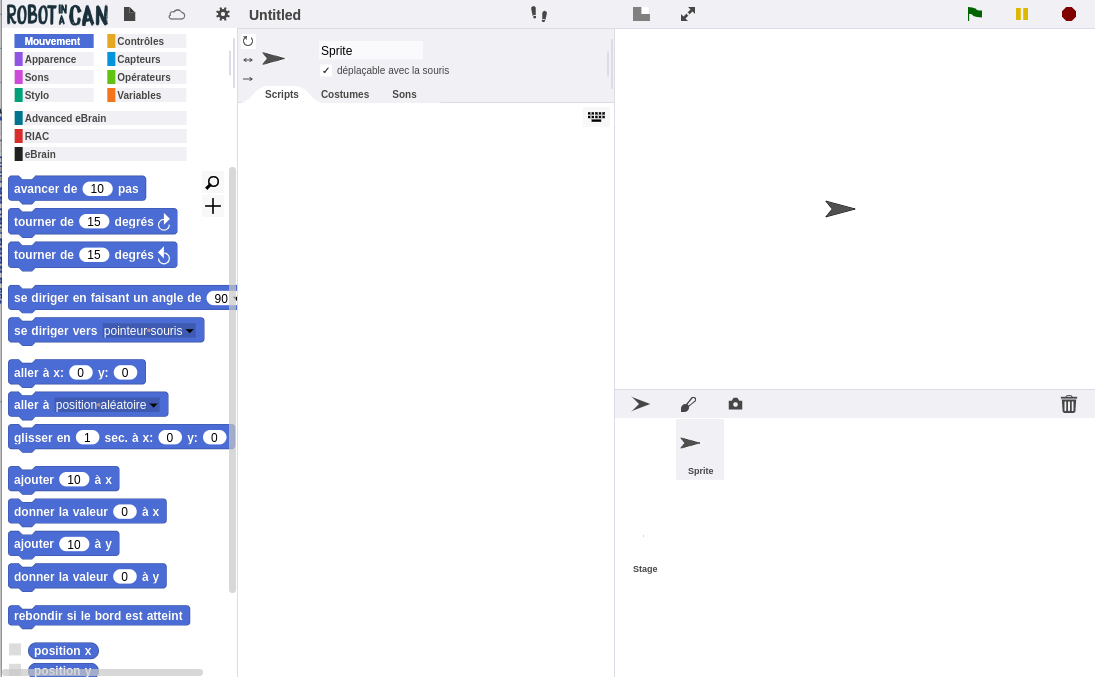 ROBOT IN A CAN
Untitled
Mouvement
Contrôles
Apparence
Capteurs
Sons
Opérateurs
Stylo
Variables
Advanced eBrain
RIAC
eBrain
Sprite
déplaçable avec la souris
Scripts
Costumes
Sons
avancer de 10 pas
tourner de 15 degrés
tourner de 15 degrés
se diriger en faisant un angle de 90
se diriger vers pointeur souris
aller à x: 0 y: 0
aller à position aléatoire
glisser en 1 sec. à x: 0 y: 0
ajouter 10 à x
donner la valeur 0 à x
ajouter 10 à y
donner la valeur 0 à y
rebondir si le bord est atteint
position x
position y
Sprite
Stage